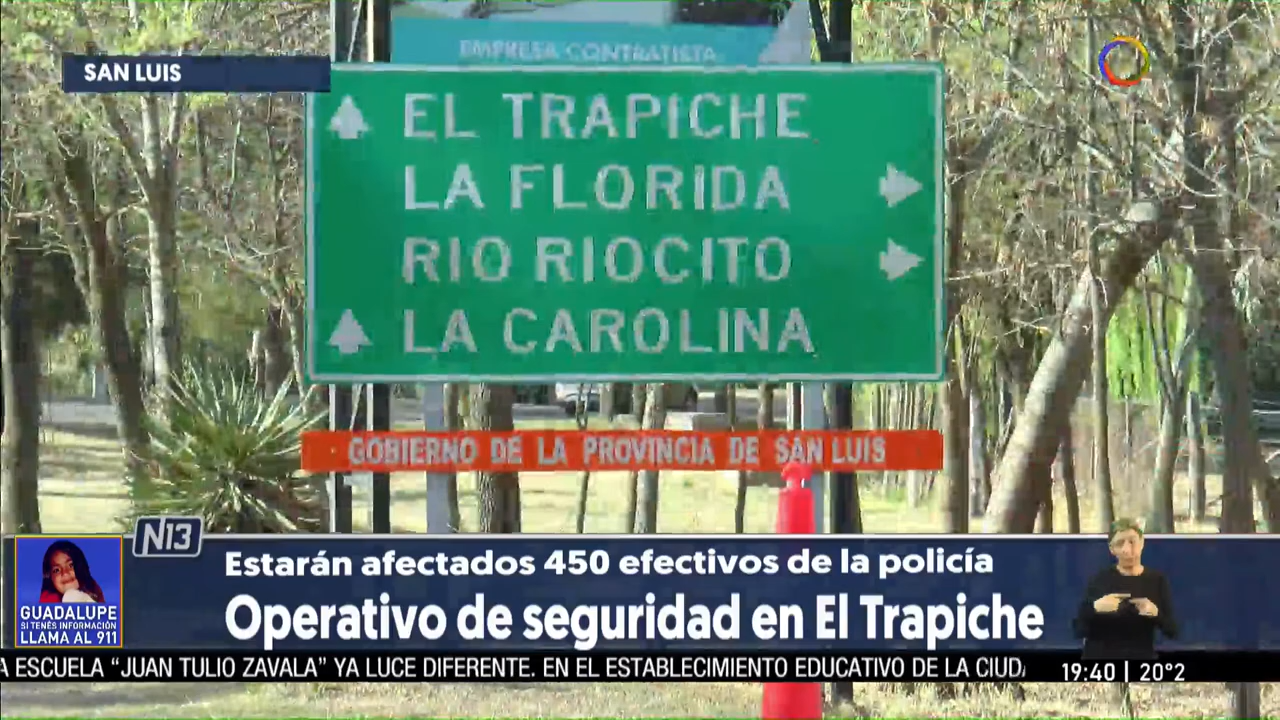 EMPRESA CONTRATISTA
SAN LUIS
EL TRAPICHE
LA FLORIDA
RIO RIOCITO
LA CAROLINA
GOBIERNO DE LA PROVINCIA DE SAN LUIS
N13
Estarán afectados 450 efectivos de la policía
Operativo de seguridad en El Trapiche
GUADALUPE
SI TENÉS INFORMACIÓN
LLAMA AL 911
A ESCUELA “JUAN TULIO ZAVALA” YA LUCE DIFERENTE. EN EL ESTABLECIMIENTO EDUCATIVO DE LA CIUD
19:40 | 20°2